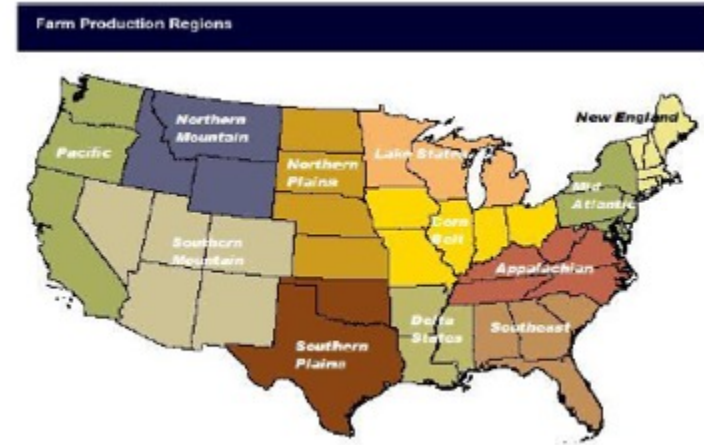 Farm Production Regions
New England
Northern
Mountain
Pacific
Lake States
Northern
Plains
Mid
Atlantic
Corn
Belt
Southern
Mountain
Appalachian
Delta
States
Southeast
Southern
Plains